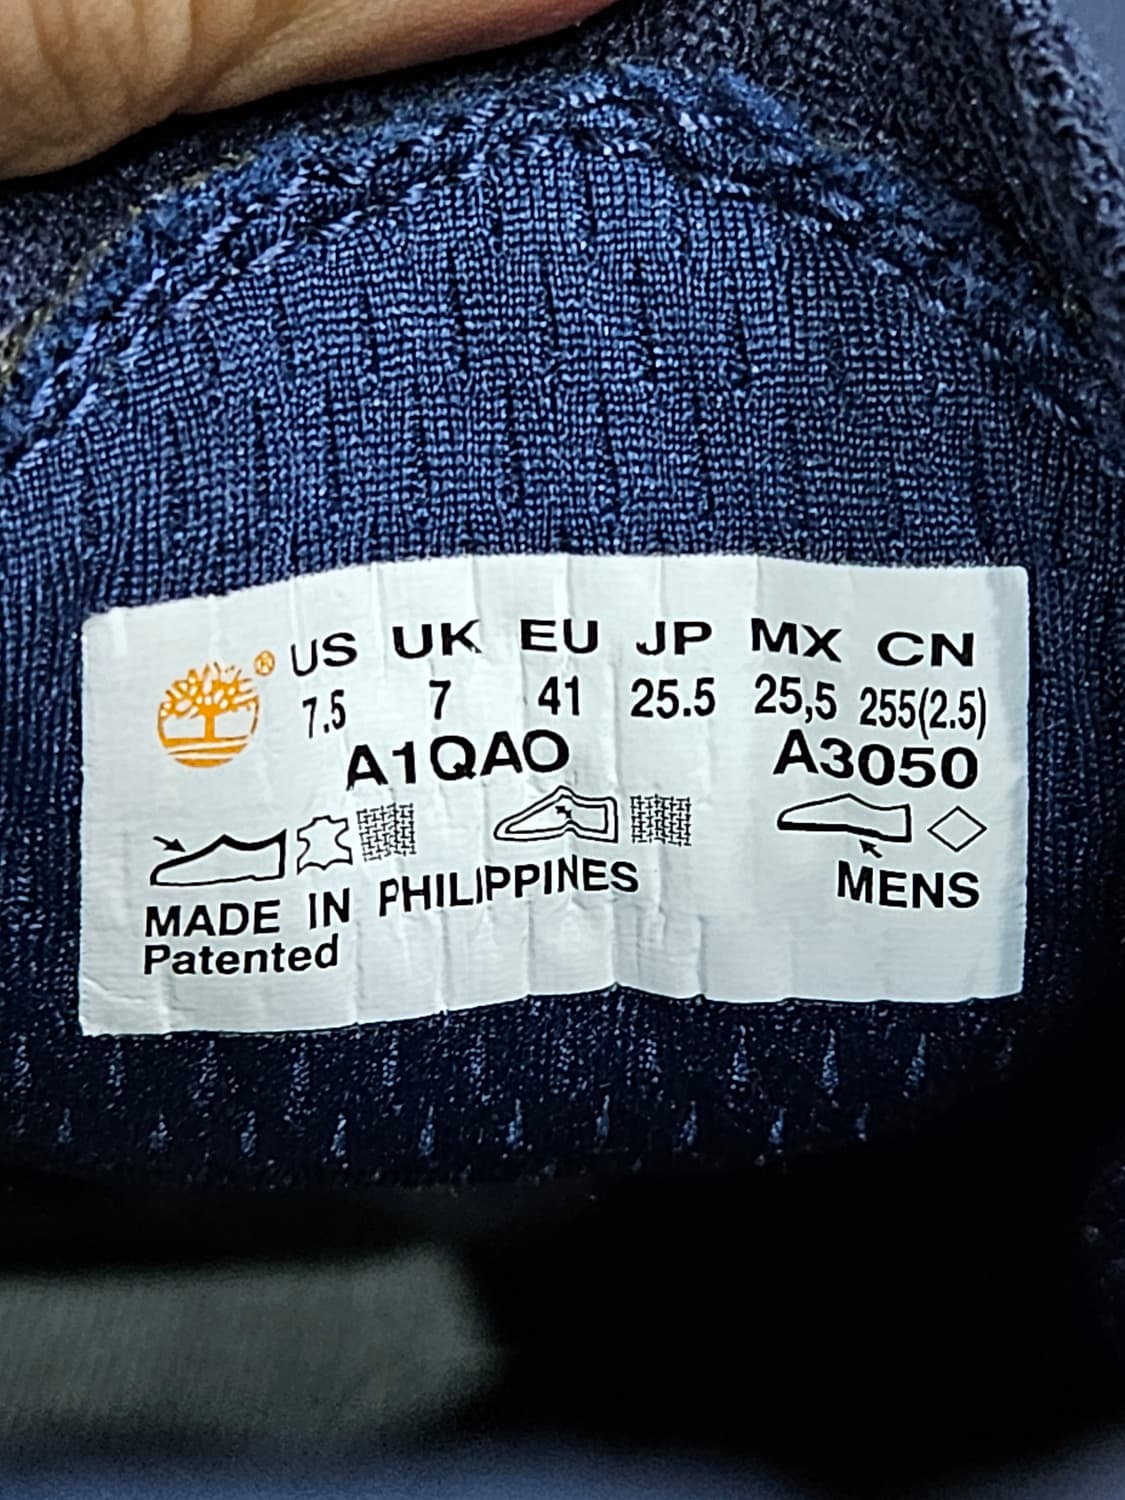 ® US UK EU JP MX CN
7.5 7 41 25.5 25,5 255(2.5)
A1QAO A3050
MADE IN PHILIPPINES MENS
Patented